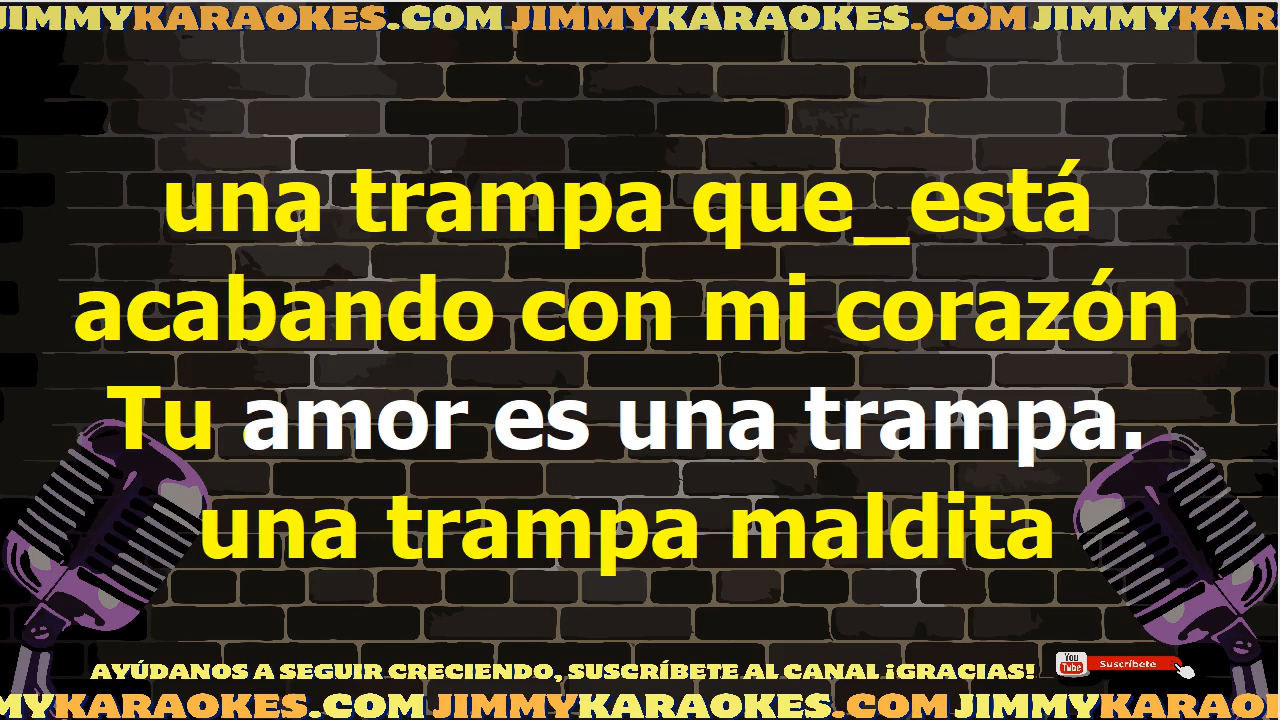 JIMMYKARAOKES.COM JIMMYKARAOKES.COM JIMMYKAR
una trampa que_está
acabando con mi corazón
Tu amor es una trampa.
una trampa maldita
AYÚDANOS A SEGUIR CRECIENDO, SUSCRÍBETE AL CANAL ¡GRACIAS!
You Tube Suscríbete
MYKARAOKES.COM JIMMYKARAOKES.COM JIMMYKARAO